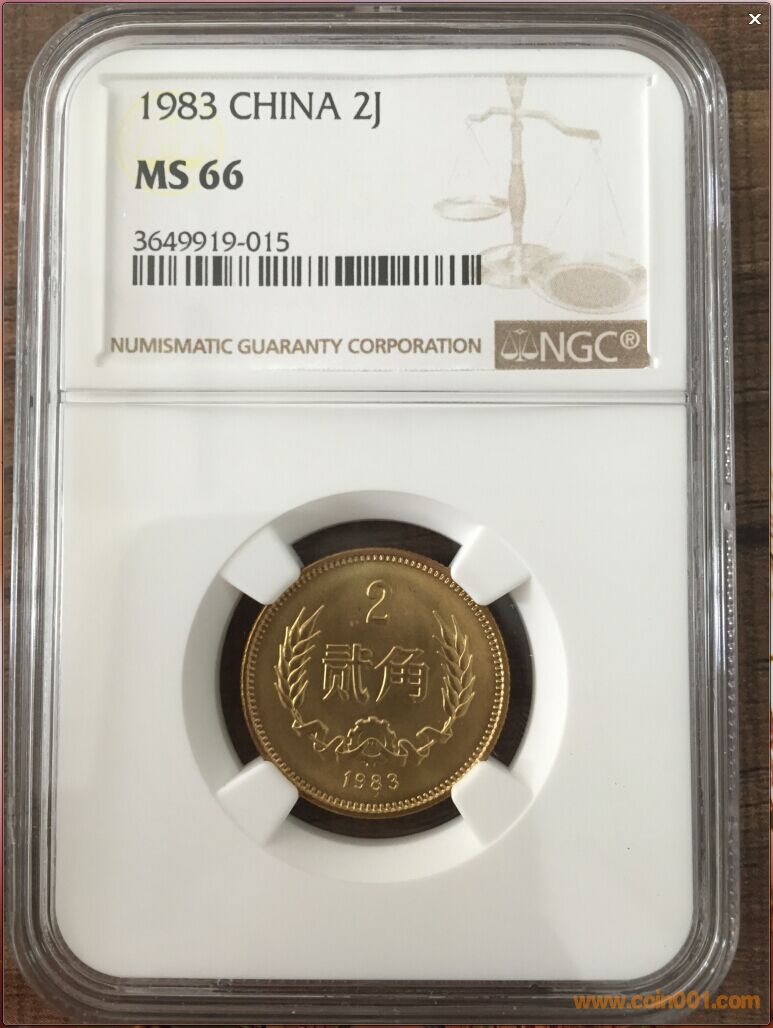 1983 CHINA 2J
MS 66
3649919-015
NUMISMATIC GUARANTY CORPORATION
NGC®
2
贰角
1983
www.coin001.com